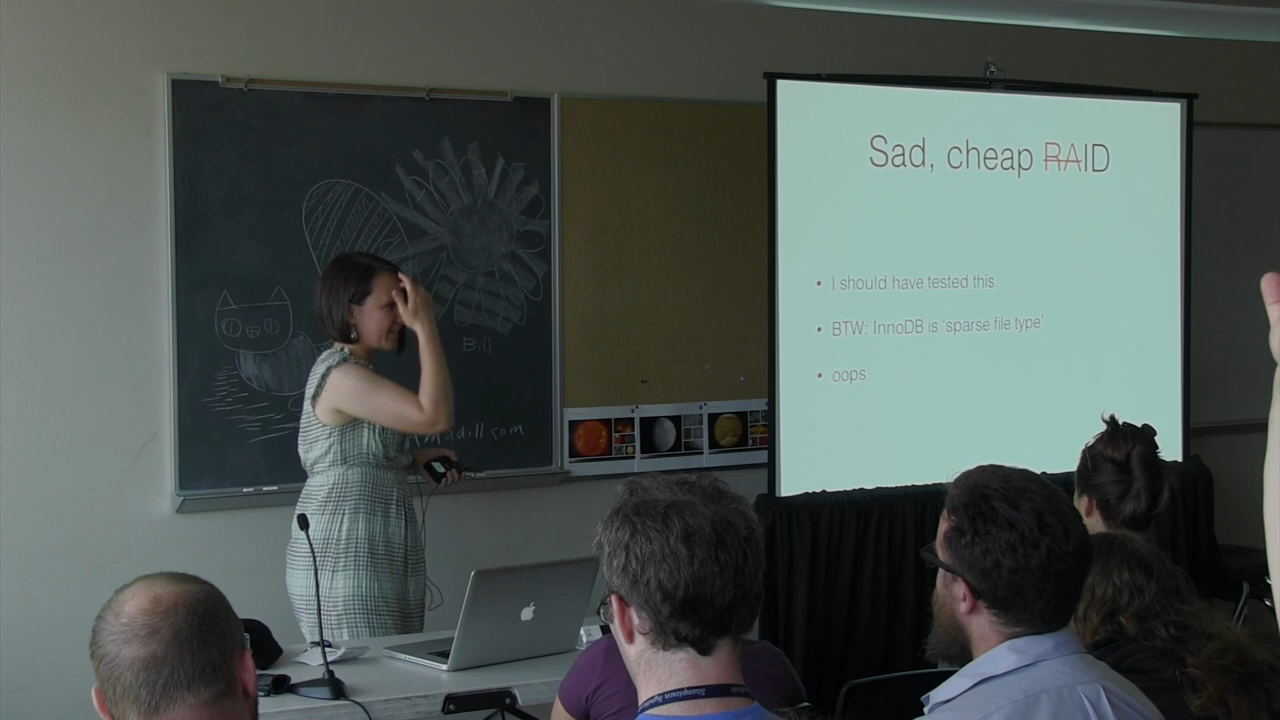 Sad, cheap RAID
• I should have tested this.
• BTW: InnoDB is ‘sparse file type’
• oops
Bill